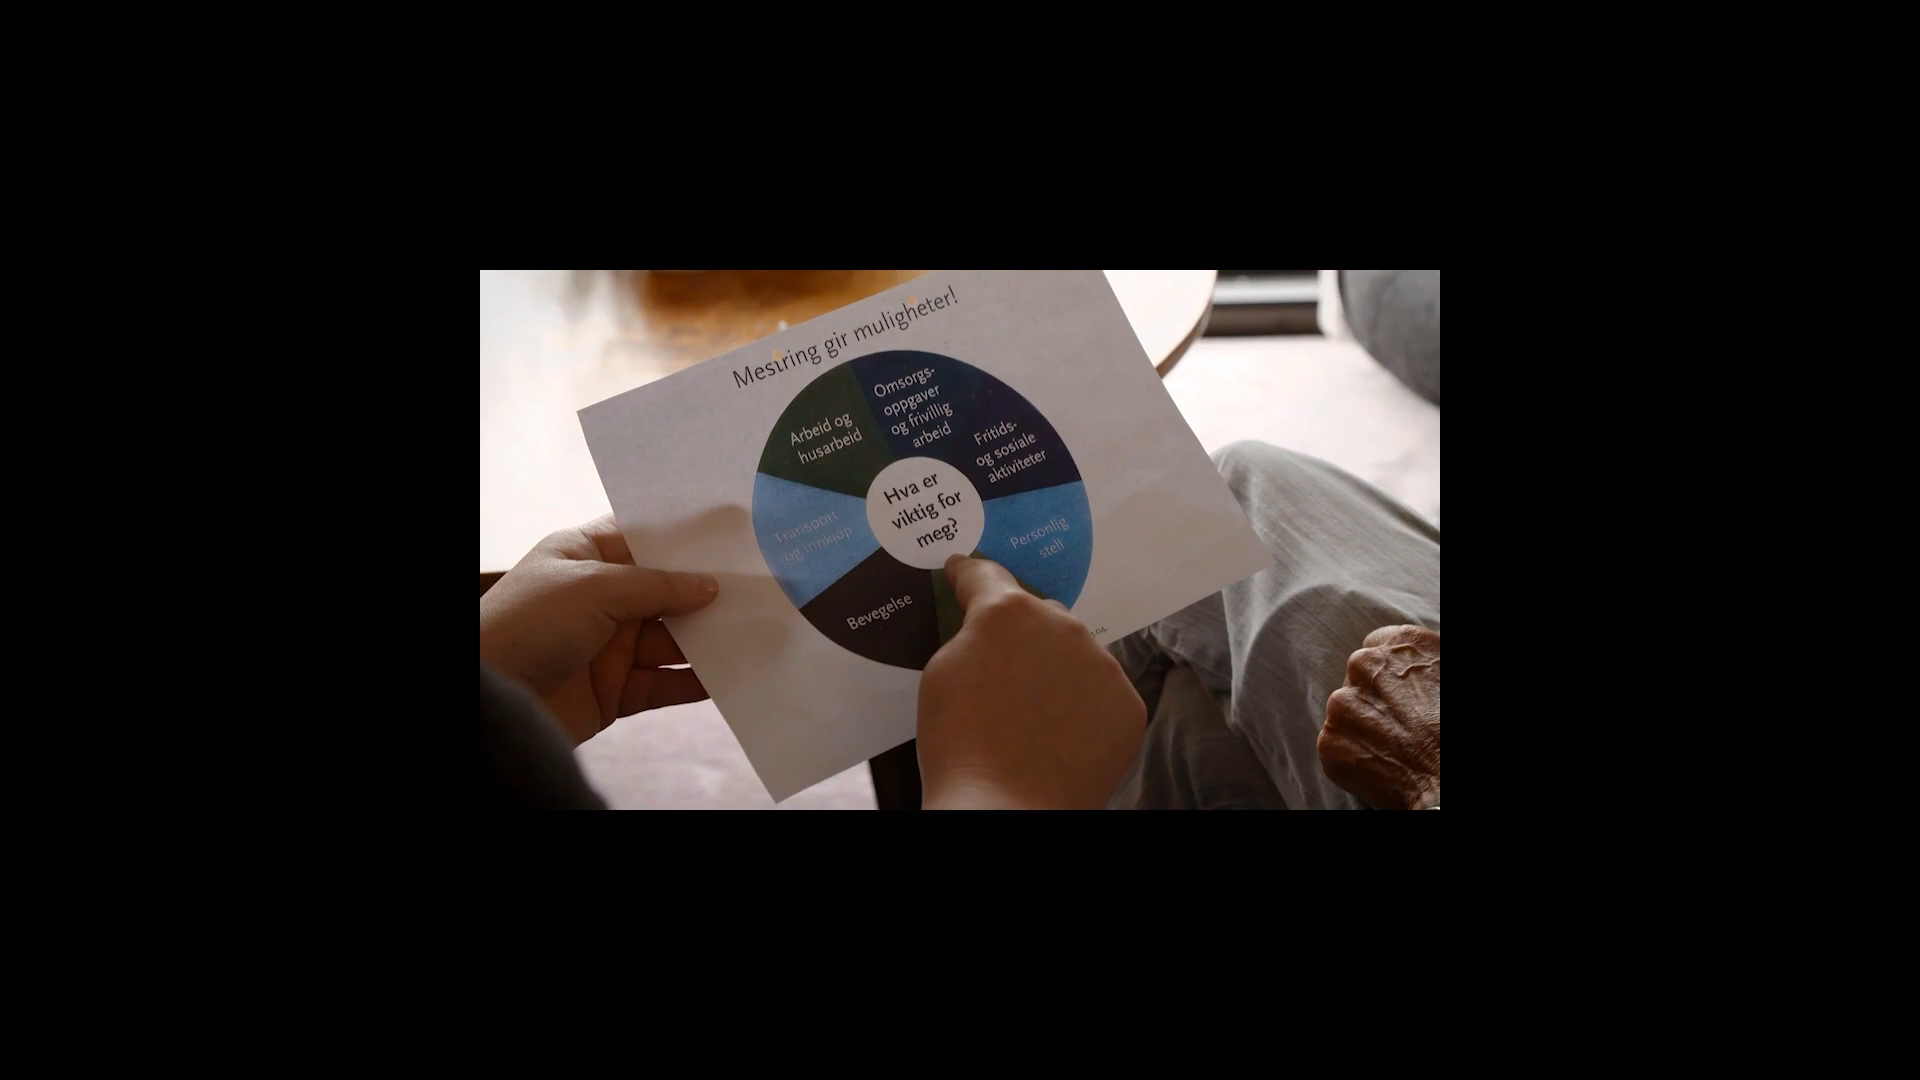 Mestring gir muligheter!
Omsorgs-
oppgaver
og frivillig
arbeid
Fritids-
og sosiale
aktiviteter
Personlig
stell
Bevegelse
Transport
og innkjøp
Arbeid og
husarbeid
Hva er
viktig for
meg?